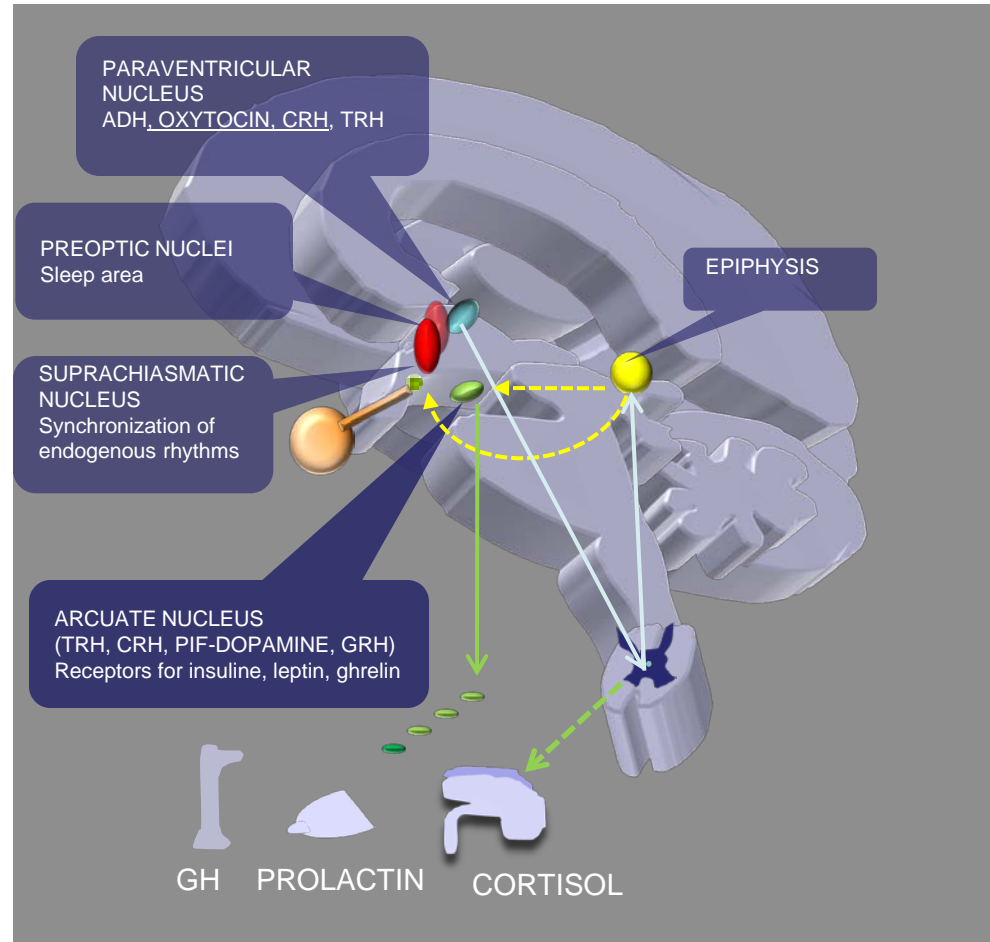 PARAVENTRICULAR
NUCLEUS
ADH, OXYTOCIN, CRH, TRH
PREOPTIC NUCLEI
Sleep area
EPIPHYSIS
SUPRACHIASMATIC
NUCLEUS
Synchronization of
endogenous rhythms
ARCUATE NUCLEUS
(TRH, CRH, PIF-DOPAMINE, GRH)
Receptors for insuline, leptin, ghrelin
GH
PROLACTIN
CORTISOL